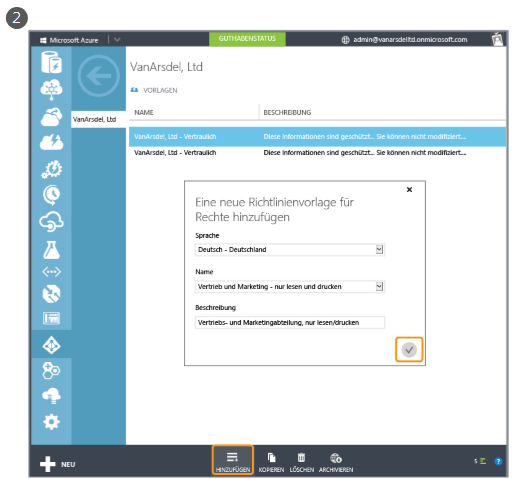 2
Microsoft Azure
GUTHABENSTATUS
admin@vanarsdelltd.onmicrosoft.com
VanArsdel, Ltd
VanArsdel, Ltd
VORLAGEN
NAME BESCHREIBUNG
VanArsdel, Ltd - Vertraulich Diese Informationen sind geschützt... Sie können nicht modifiziert....
VanArsdel, Ltd - Vertraulich Diese Informationen sind geschützt... Sie können nicht modifiziert....
Eine neue Richtlinienvorlage für
Rechte hinzufügen
Sprache
Deutsch - Deutschland
Name
Vertrieb und Marketing - nur lesen und drucken
Beschreibung
Vertriebs- und Marketingabteilung, nur lesen/drucken
NEU
HINZUFÜGEN KOPIEREN LÖSCHEN ARCHIVIEREN
5
?